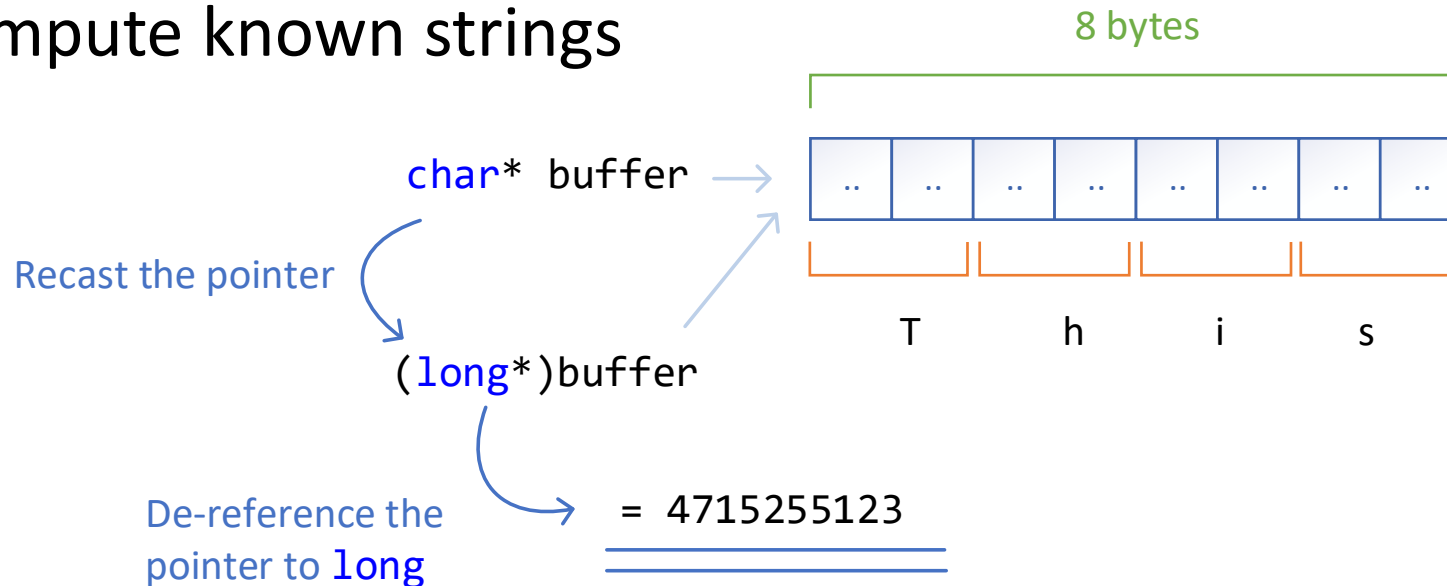 mpute known strings
8 bytes
char* buffer
.. .. .. .. .. .. .. ..
Recast the pointer
T h i s
(long*)buffer
De-reference the
pointer to long
= 4715255123